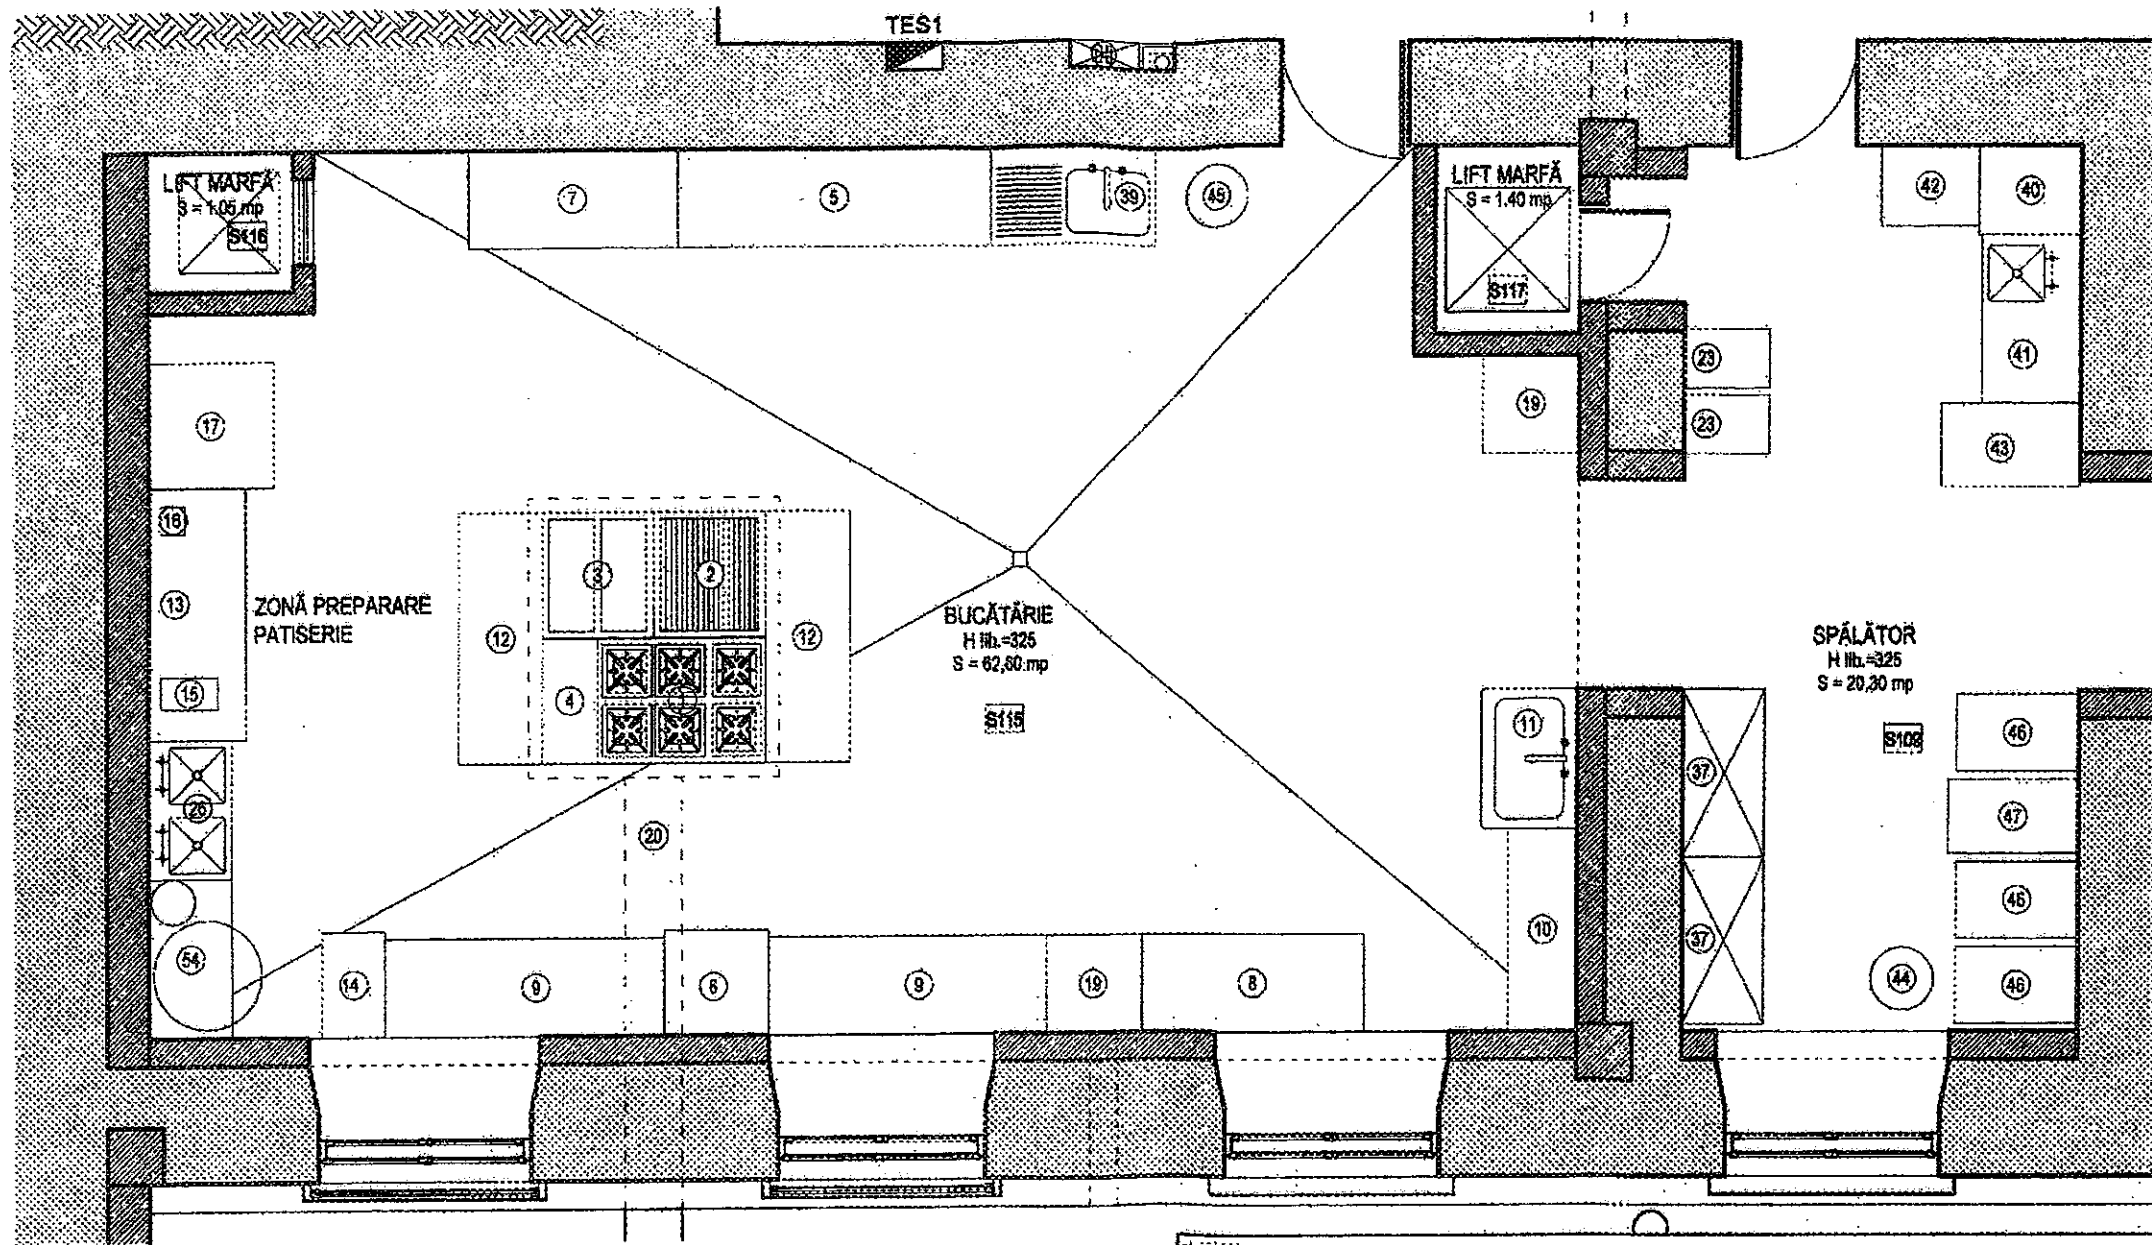 TES1
LIFT MARFĂ
S = 1.05 mp
S116
7
5
39
45
LIFT MARFĂ
S = 1.40 mp
S117
42
40
41
43
23
23
19
17
16
13
15
ZONĂ PREPARARE
PATISERIE
3
2
12
12
4
1
BUCĂTĂRIE
H lib.=325
S = 62,60 mp
S115
11
10
SPĂLĂTOR
H lib.=325
S = 20,30 mp
S109
37
37
46
47
46
46
44
26
54
20
14
9
6
9
19
8